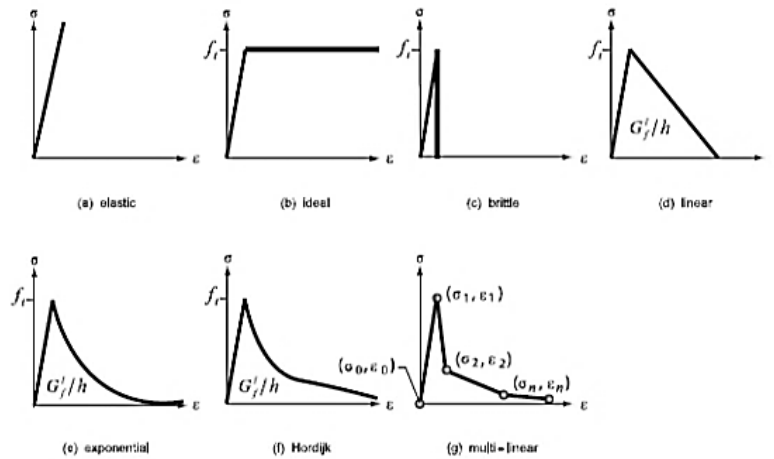 σ
f_t
ε
(a) elastic
σ
f_t
ε
(b) ideal
σ
f_t
ε
(c) brittle
σ
f_t
G_f^I/h
ε
(d) linear
σ
f_t
G_f^I/h
ε
(e) exponential
σ
f_t
G_f^I/h
ε
(f) Hordijk
σ
(σ₁,ε₁)
(σ₀,ε₀)
(σ₂,ε₂)
(σₙ,εₙ)
ε
(g) multi-linear